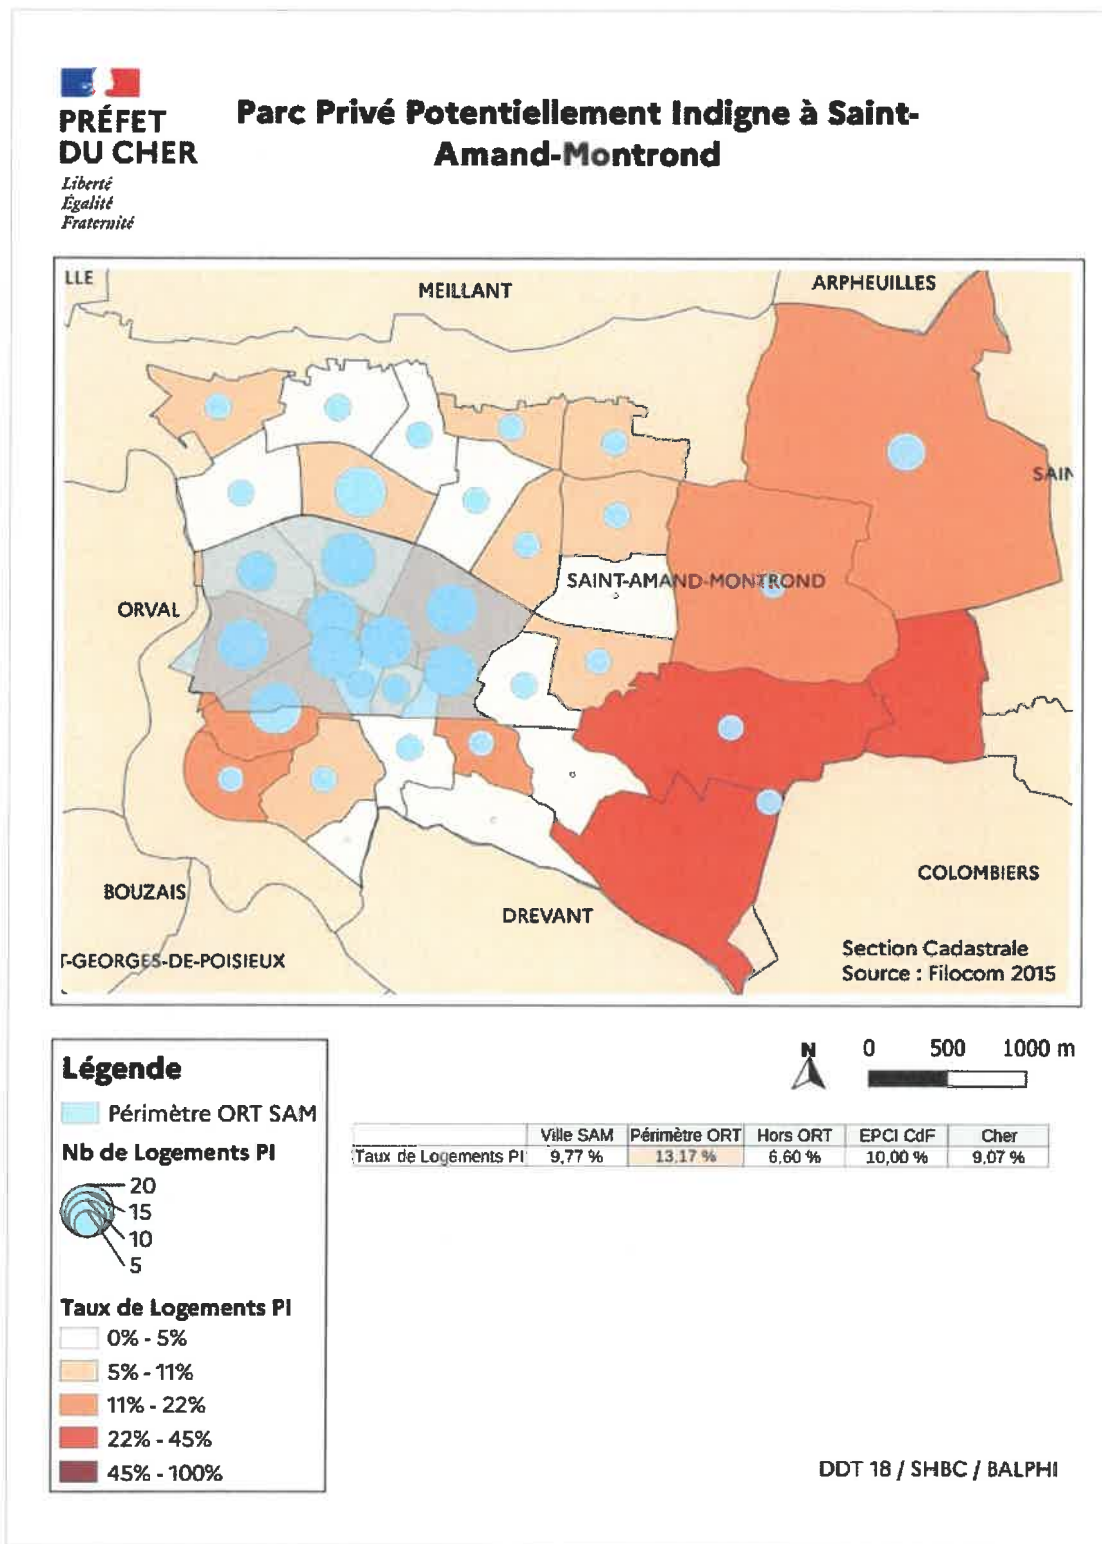 PRÉFET
DU CHER
Liberté
Égalité
Fraternité
Parc Privé Potentiellement Indigne à Saint-
Amand-Montrond
LLE
MEILLANT
ARPHEUILLES
SAIN
SAINT-AMAND-MONTROND
ORVAL
COLOMBIERS
BOUZAIS
DREVANT
T-GEORGES-DE-POISIEUX
Section Cadastrale
Source : Filocom 2015
Légende
Périmètre ORT SAM
Nb de Logements PI
20
15
10
5
Taux de Logements PI
0% - 5%
5% - 11%
11% - 22%
22% - 45%
45% - 100%
N 0 500 1000 m
Ville SAM Périmètre ORT Hors ORT EPCI CdF Cher
Taux de Logements PI 9,77 % 13,17 % 6,60 % 10,00 % 9,07 %
DDT 18 / SHBC / BALPHI